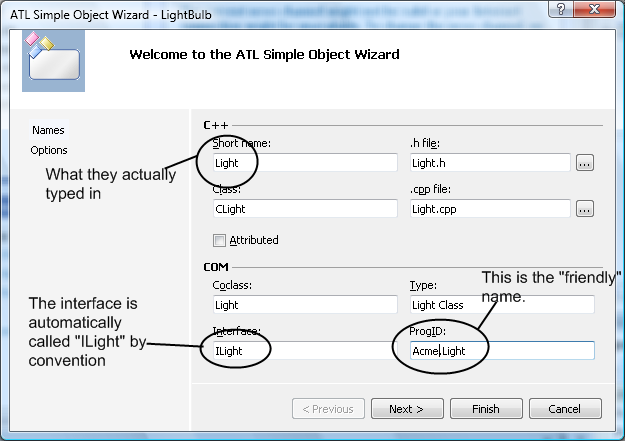 ATL Simple Object Wizard - LightBulb
Welcome to the ATL Simple Object Wizard
Names
Options
C++
Short name:
.h file:
Light
Light.h
...
What they actually
typed in
Class:
.cpp file:
CLight
Light.cpp
...
Attributed
COM
This is the "friendly"
name.
Coclass:
Type:
Light
Light Class
The interface is
automatically
called "ILight" by
convention
Interface:
ProgID:
ILight
Acme.Light
< Previous
Next >
Finish
Cancel